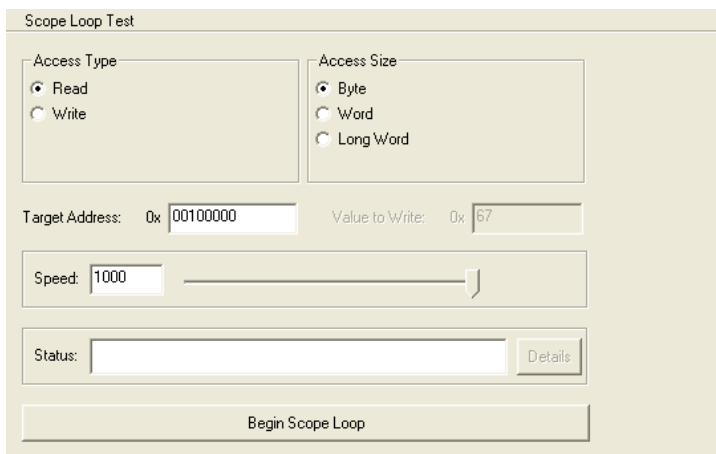 Scope Loop Test
Access Type
Read
Write
Access Size
Byte
Word
Long Word
Target Address: 0x 00100000 Value to Write: 0x 67
Speed: 1000
Status: Details
Begin Scope Loop